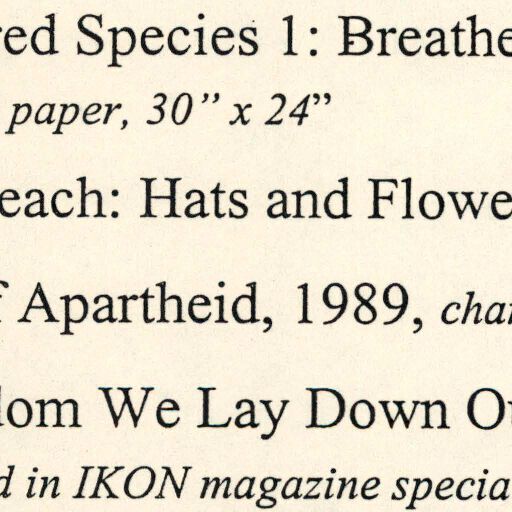 red Species 1: Breathe
paper, 30” x 24”
each: Hats and Flowe
f Apartheid, 1989, char
dom We Lay Down Ou
d in IKON magazine specia